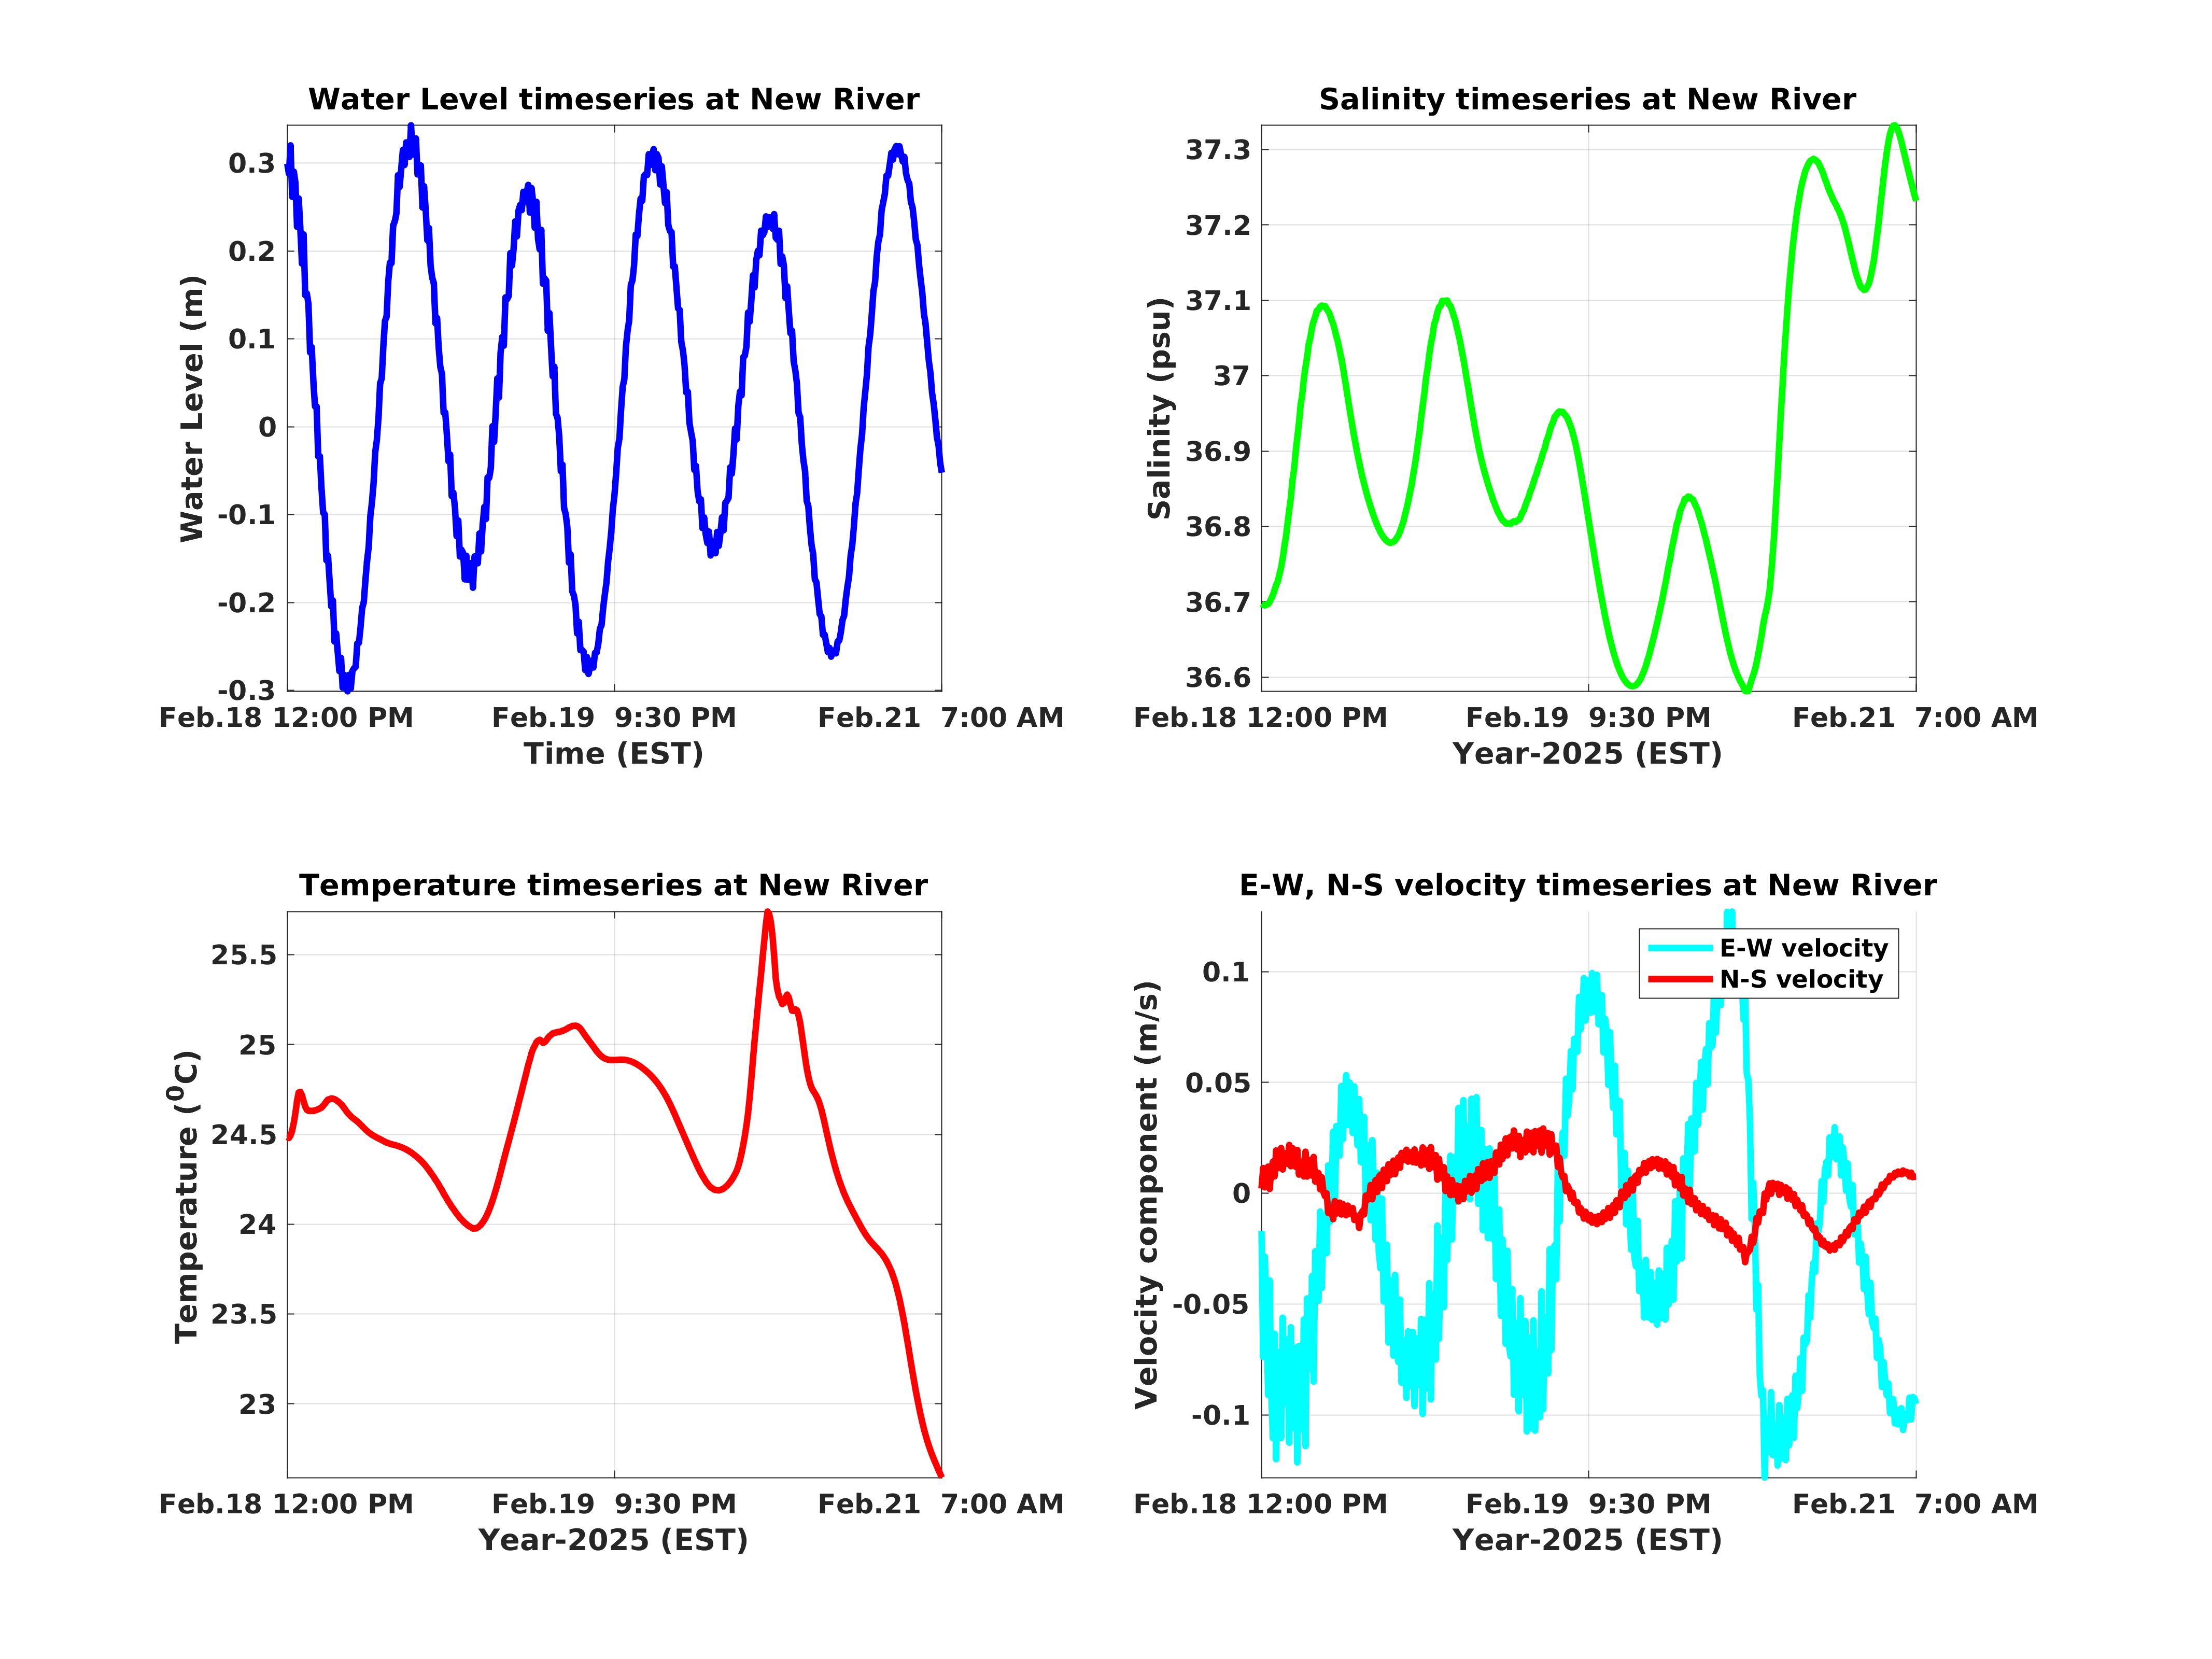 Water Level timeseries at New River
Water Level (m)
0.3
0.2
0.1
0
-0.1
-0.2
-0.3
Feb.18 12:00 PM Feb.19 9:30 PM Feb.21 7:00 AM
Time (EST)
Salinity timeseries at New River
Salinity (psu)
37.3
37.2
37.1
37
36.9
36.8
36.7
36.6
Feb.18 12:00 PM Feb.19 9:30 PM Feb.21 7:00 AM
Year-2025 (EST)
Temperature timeseries at New River
Temperature (⁰C)
25.5
25
24.5
24
23.5
23
Feb.18 12:00 PM Feb.19 9:30 PM Feb.21 7:00 AM
Year-2025 (EST)
E-W, N-S velocity timeseries at New River
Velocity component (m/s)
E-W velocity
N-S velocity
0.1
0.05
0
-0.05
-0.1
Feb.18 12:00 PM Feb.19 9:30 PM Feb.21 7:00 AM
Year-2025 (EST)